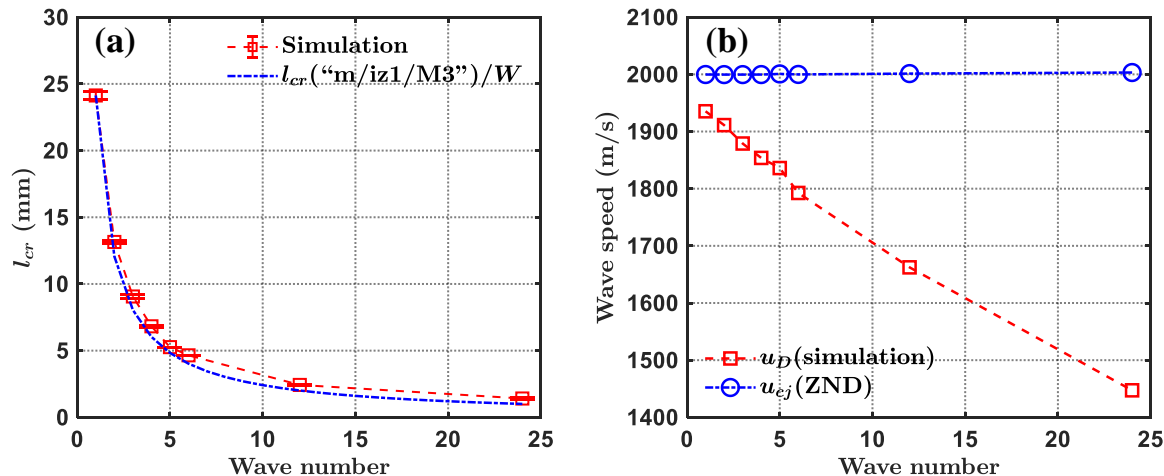 (a)
Simulation
l_cr("m/iz1/M3")/W
30
25
20
15
10
5
0
0 5 10 15 20 25
l_cr (mm)
Wave number
(b)
2100
2000
1900
1800
1700
1600
1500
1400
0 5 10 15 20 25
Wave speed (m/s)
Wave number
u_D(simulation)
u_cj(ZND)